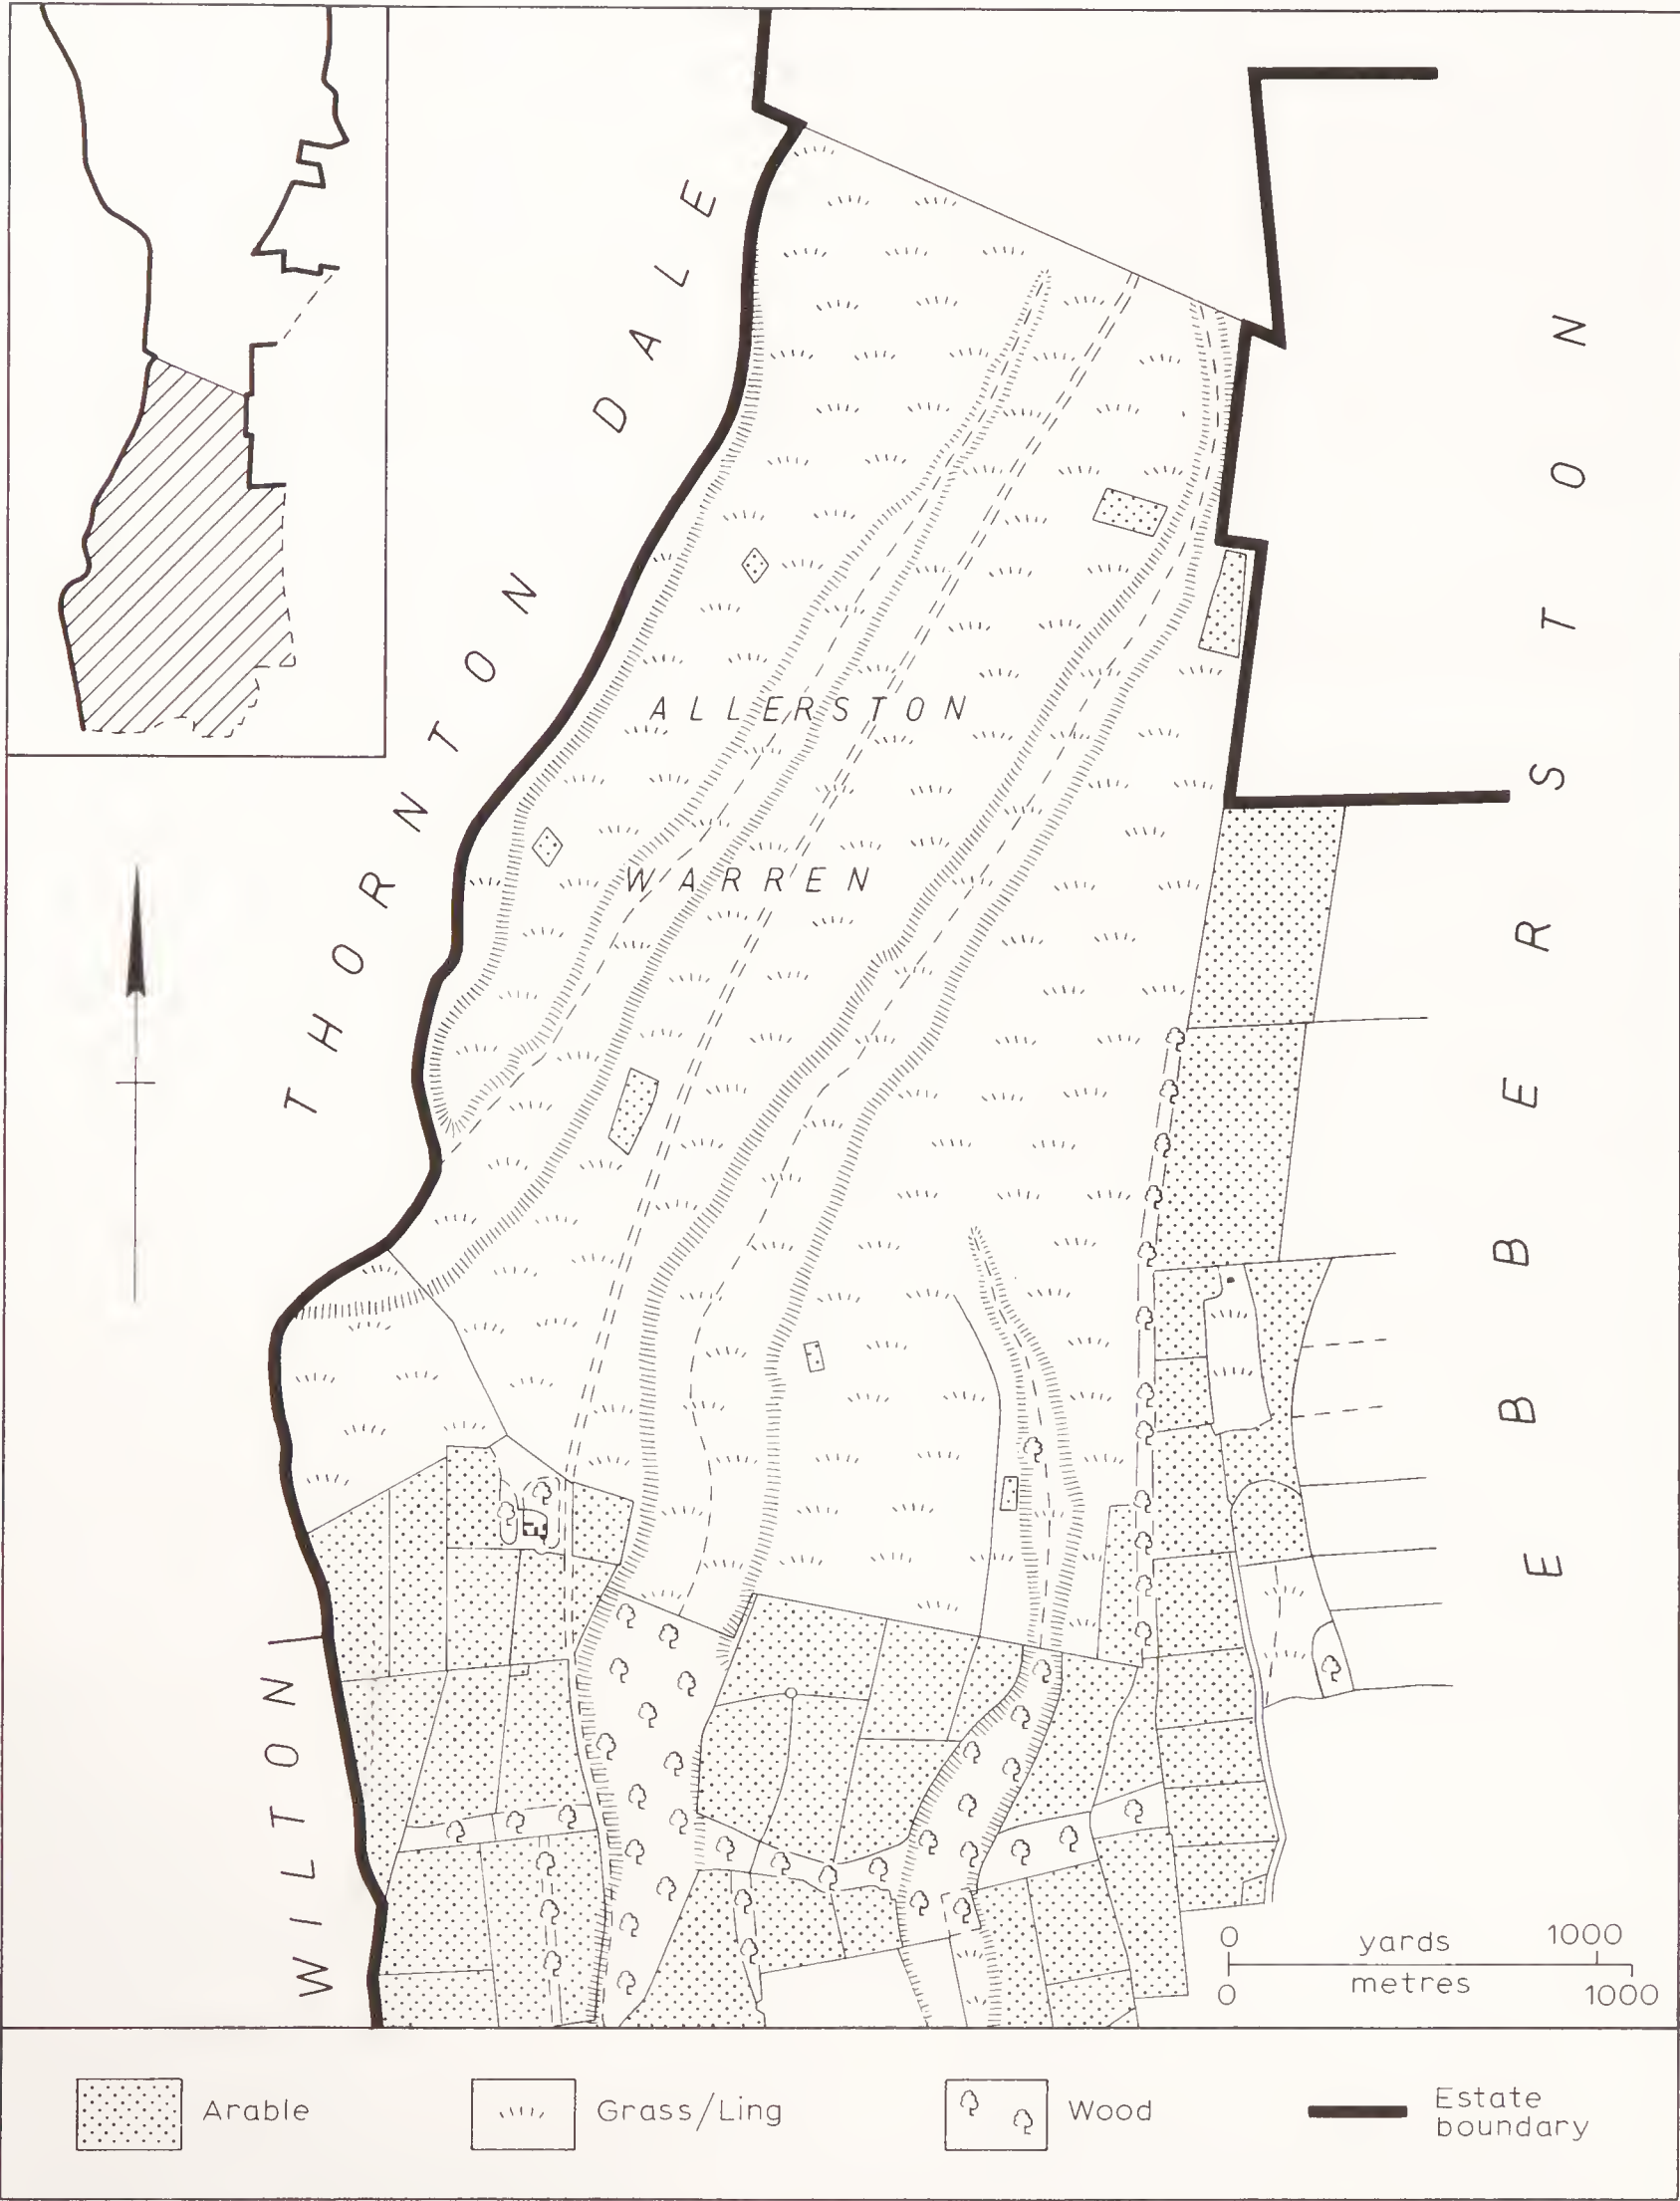 THORNTON DALE
EBBERSTON
ALLERSTON
WARREN
WILTON
0 yards 1000
metres
0 1000
Arable
Grass/Ling
Wood
Estate
boundary